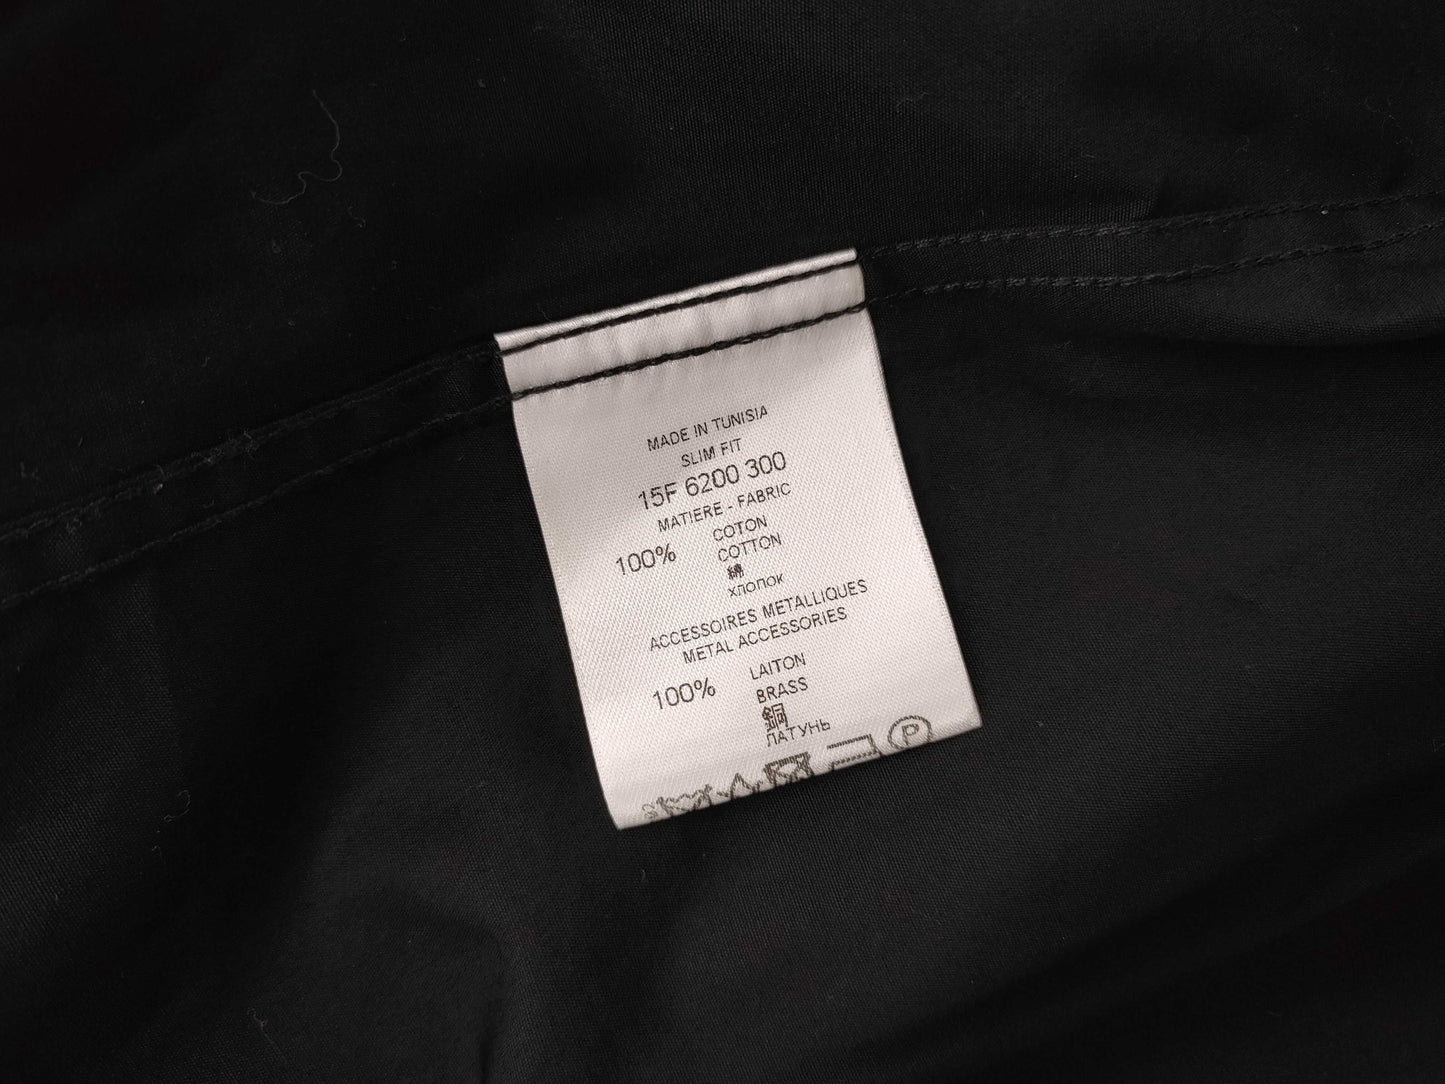 MADE IN TUNISIA
SLIM FIT
15F 6200 300
MATIERE - FABRIC
100% COTON
COTTON
綿
хлопок
ACCESSOIRES METALLIQUES
METAL ACCESSORIES
100% LAITON
BRASS
銅
ЛАТУНЬ
P